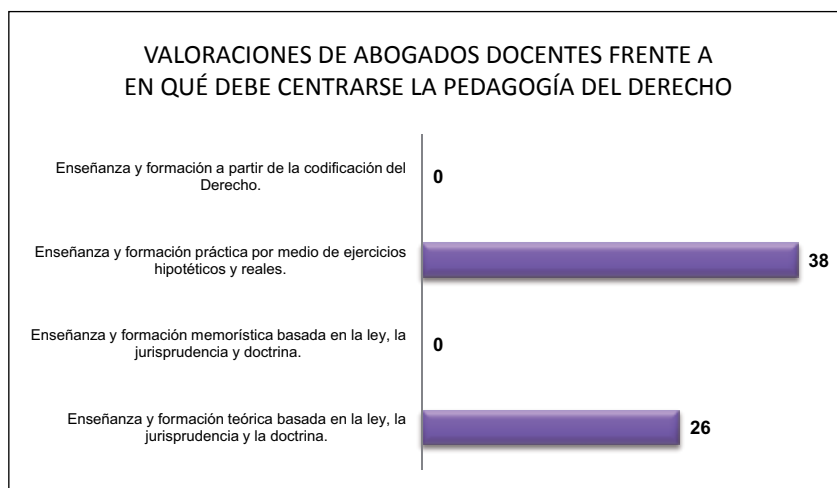 VALORACIONES DE ABOGADOS DOCENTES FRENTE A
EN QUÉ DEBE CENTRARSE LA PEDAGOGÍA DEL DERECHO
Enseñanza y formación a partir de la codificación del
Derecho.
0
Enseñanza y formación práctica por medio de ejercicios
hipotéticos y reales.
38
Enseñanza y formación memorística basada en la ley, la
jurisprudencia y doctrina.
0
Enseñanza y formación teórica basada en la ley, la
jurisprudencia y la doctrina.
26